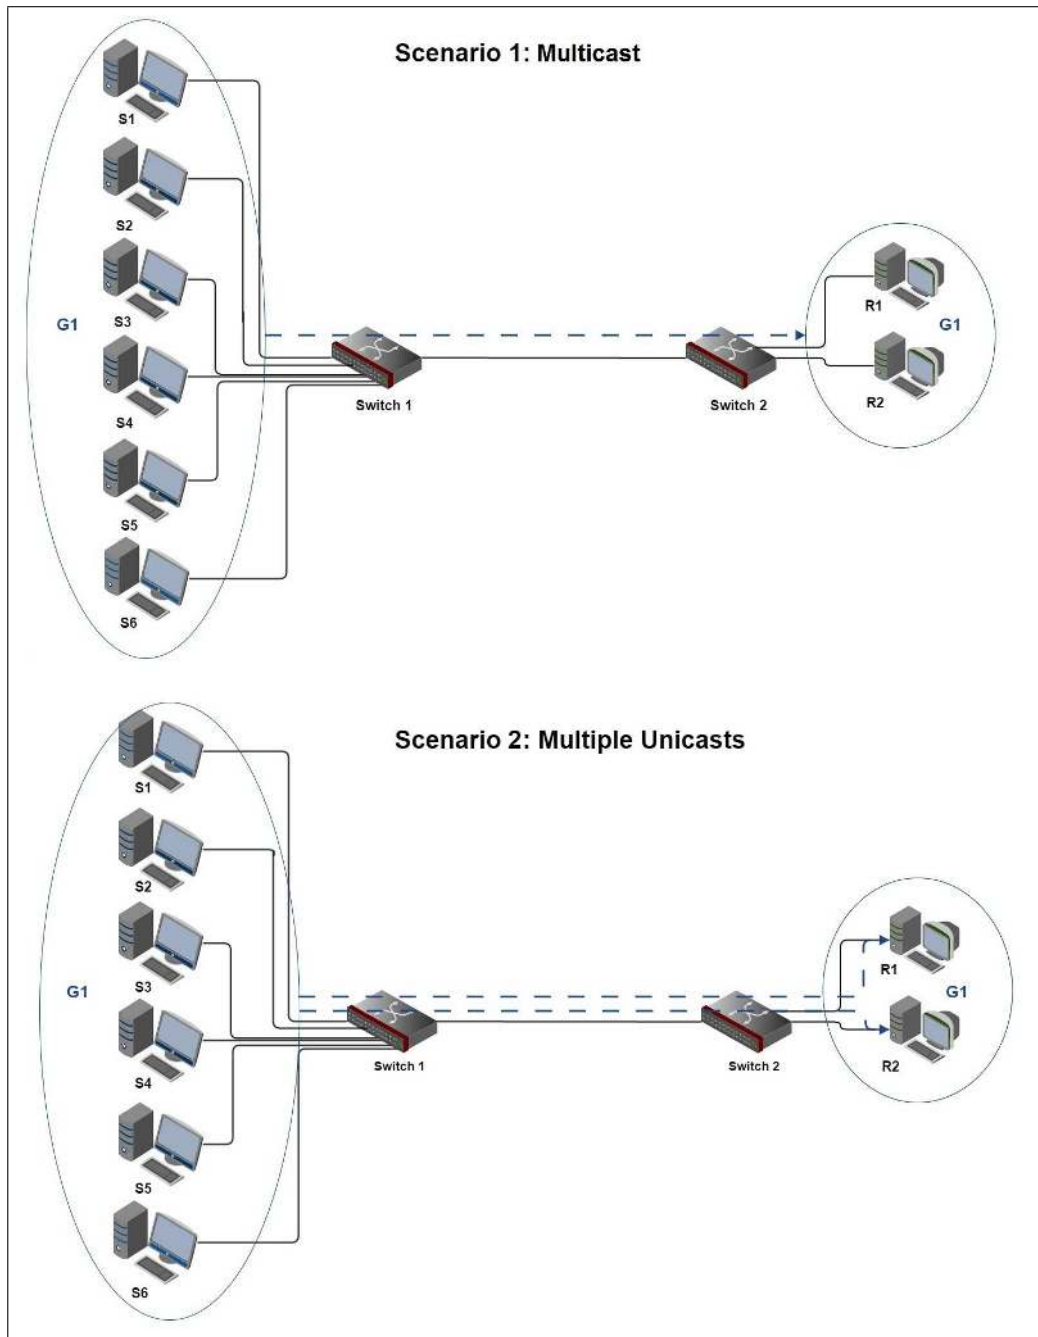 Scenario 1: Multicast
S1
S2
S3
G1
S4
S5
S6
Switch 1
Switch 2
R1
G1
R2
Scenario 2: Multiple Unicasts
S1
S2
S3
G1
S4
S5
S6
Switch 1
Switch 2
R1
G1
R2